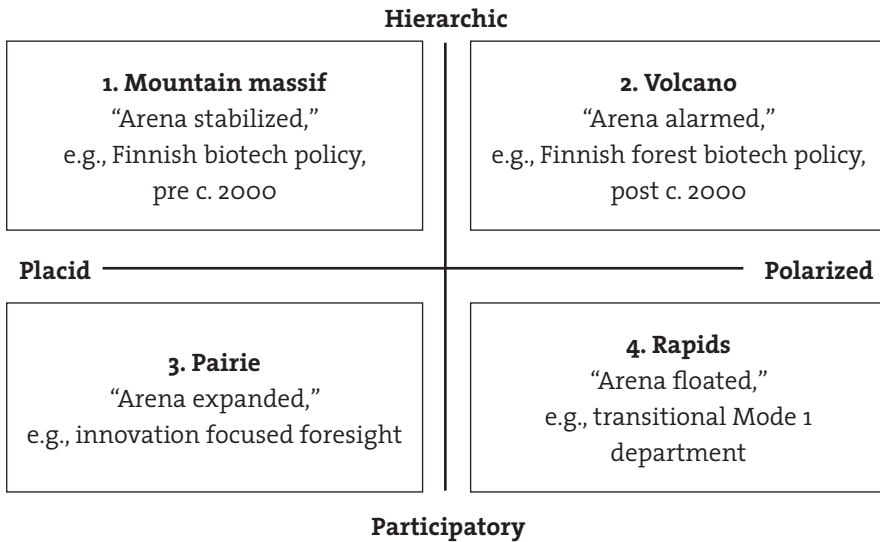 Hierarchic
1. Mountain massif
“Arena stabilized,”
e.g., Finnish biotech policy,
pre c. 2000
2. Volcano
“Arena alarmed,”
e.g., Finnish forest biotech policy,
post c. 2000
Placid
Polarized
3. Pairie
“Arena expanded,”
e.g., innovation focused foresight
4. Rapids
“Arena floated,”
e.g., transitional Mode 1
department
Participatory